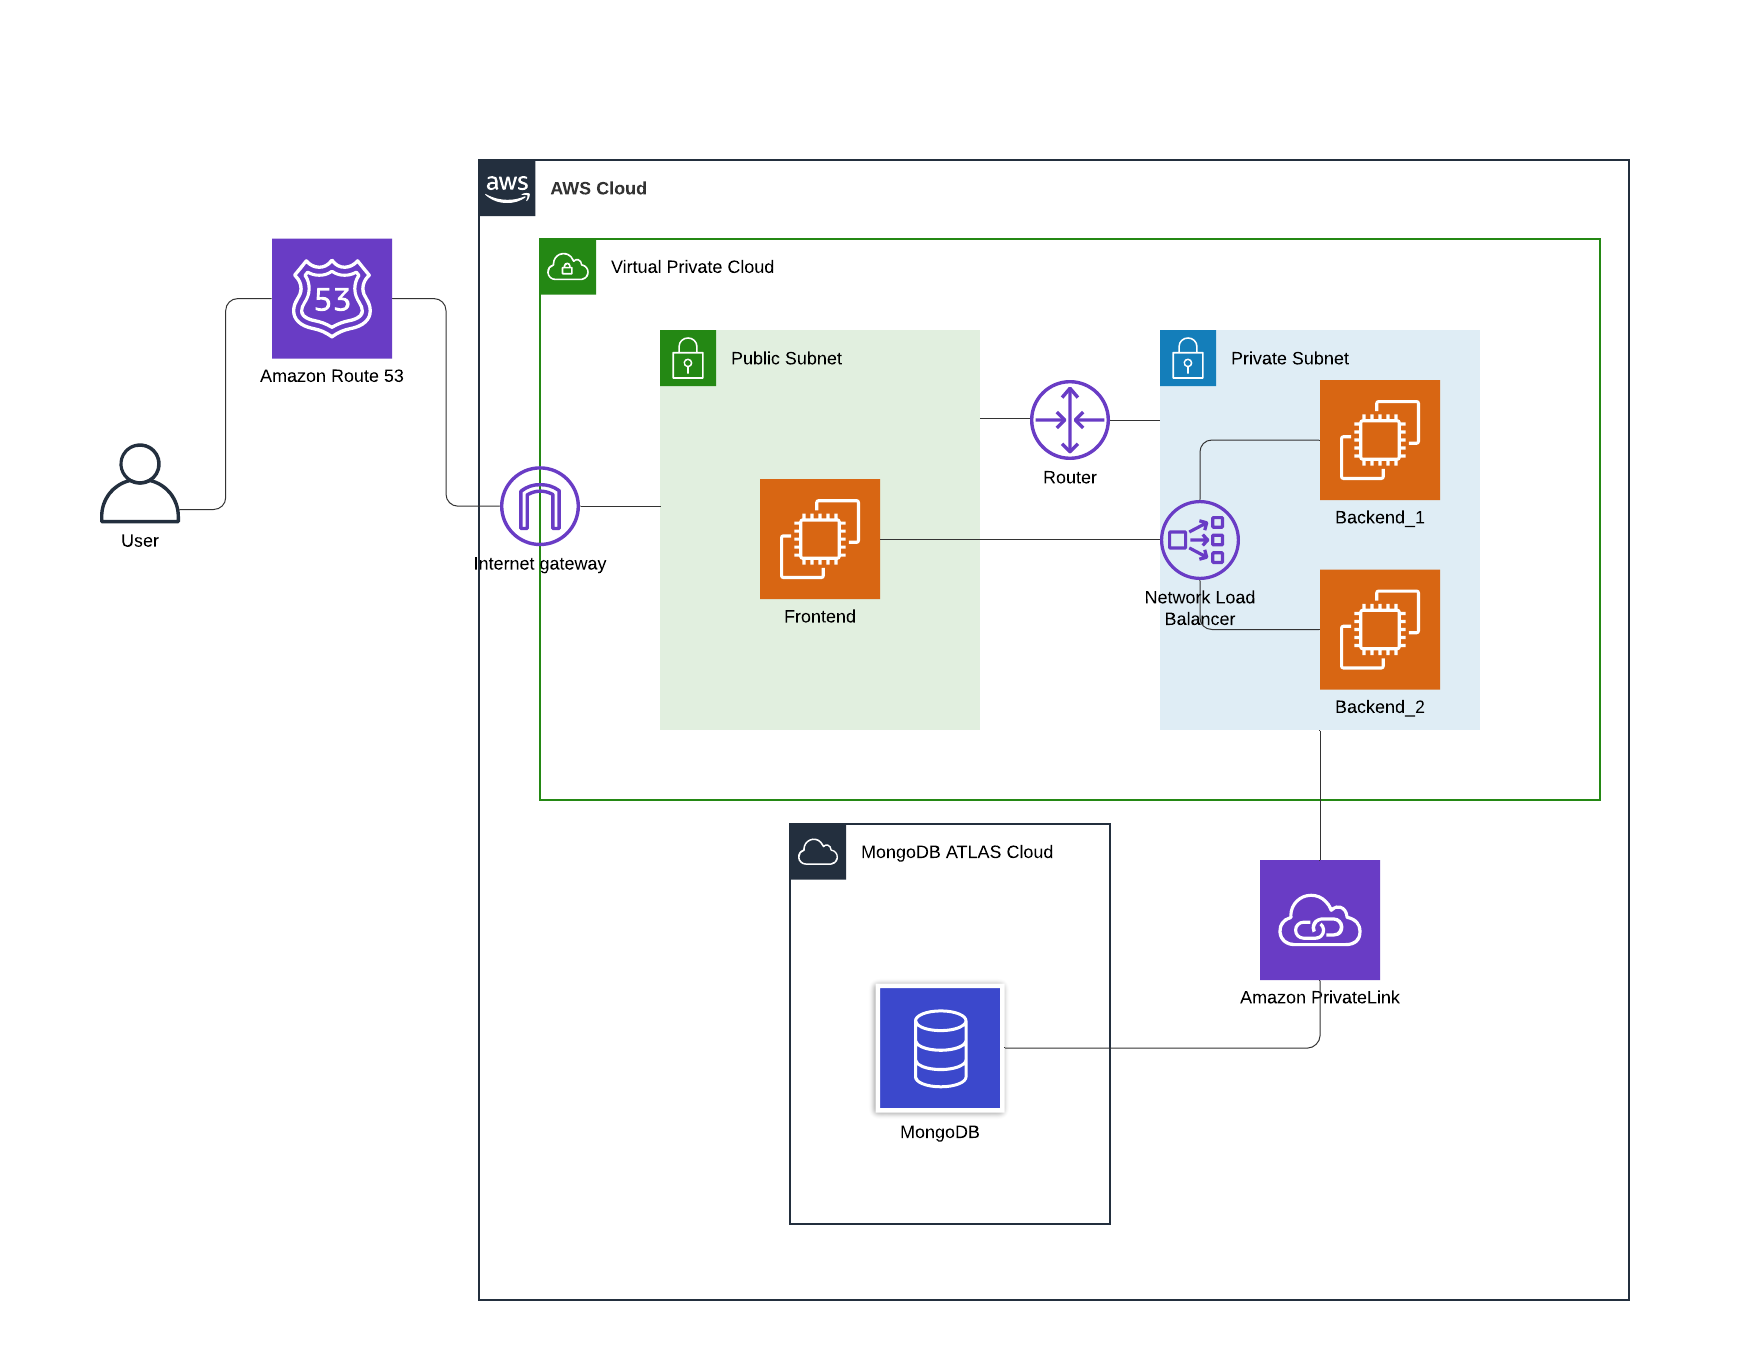 aws
AWS Cloud
Virtual Private Cloud
53
Amazon Route 53
Public Subnet
Private Subnet
Router
Backend_1
User
Internet gateway
Frontend
Network Load
Balancer
Backend_2
MongoDB ATLAS Cloud
Amazon PrivateLink
MongoDB